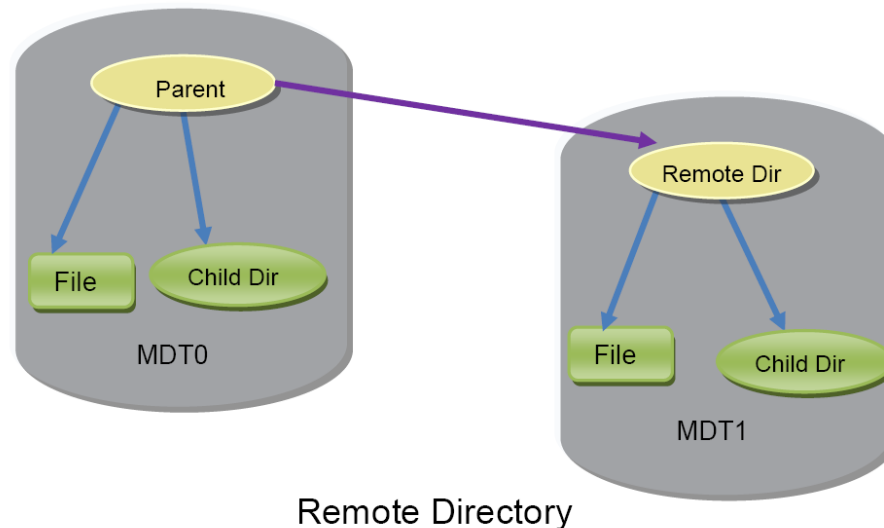 Parent
File
Child Dir
MDT0
Remote Dir
File
Child Dir
MDT1
Remote Directory